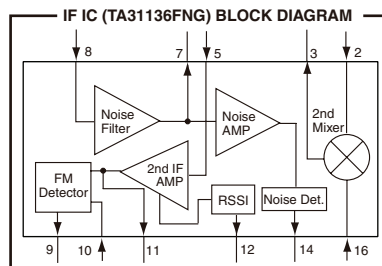 IF IC (TA31136FNG) BLOCK DIAGRAM
8
7
5
3
2
Noise
Filter
Noise
AMP
2nd
Mixer
FM
Detector
2nd IF
AMP
RSSI
Noise Det.
9
10
11
12
14
16